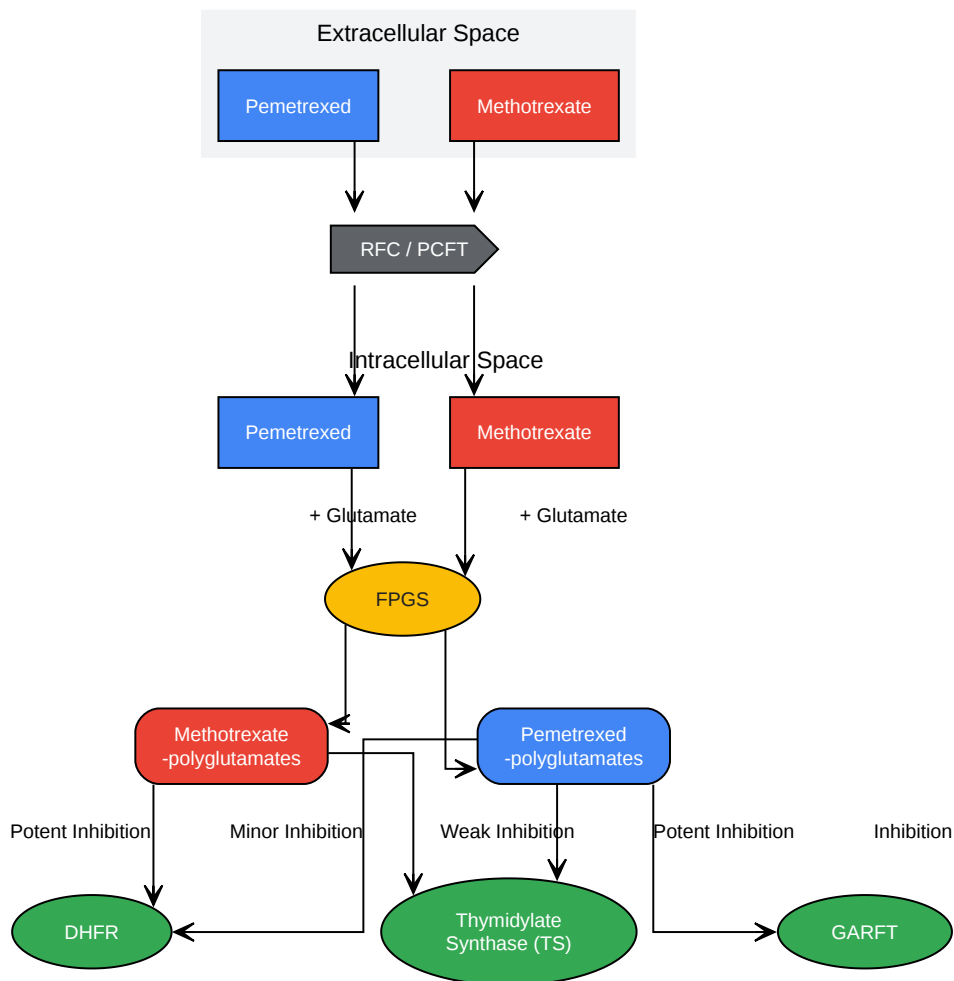 Extracellular Space
Pemetrexed
Methotrexate
RFC / PCFT
Intracellular Space
Pemetrexed
Methotrexate
+ Glutamate
+ Glutamate
FPGS
Methotrexate
-polyglutamates
Pemetrexed
-polyglutamates
Potent Inhibition
Minor Inhibition
Weak Inhibition
Potent Inhibition
Inhibition
DHFR
Thymidylate
Synthase (TS)
GARFT